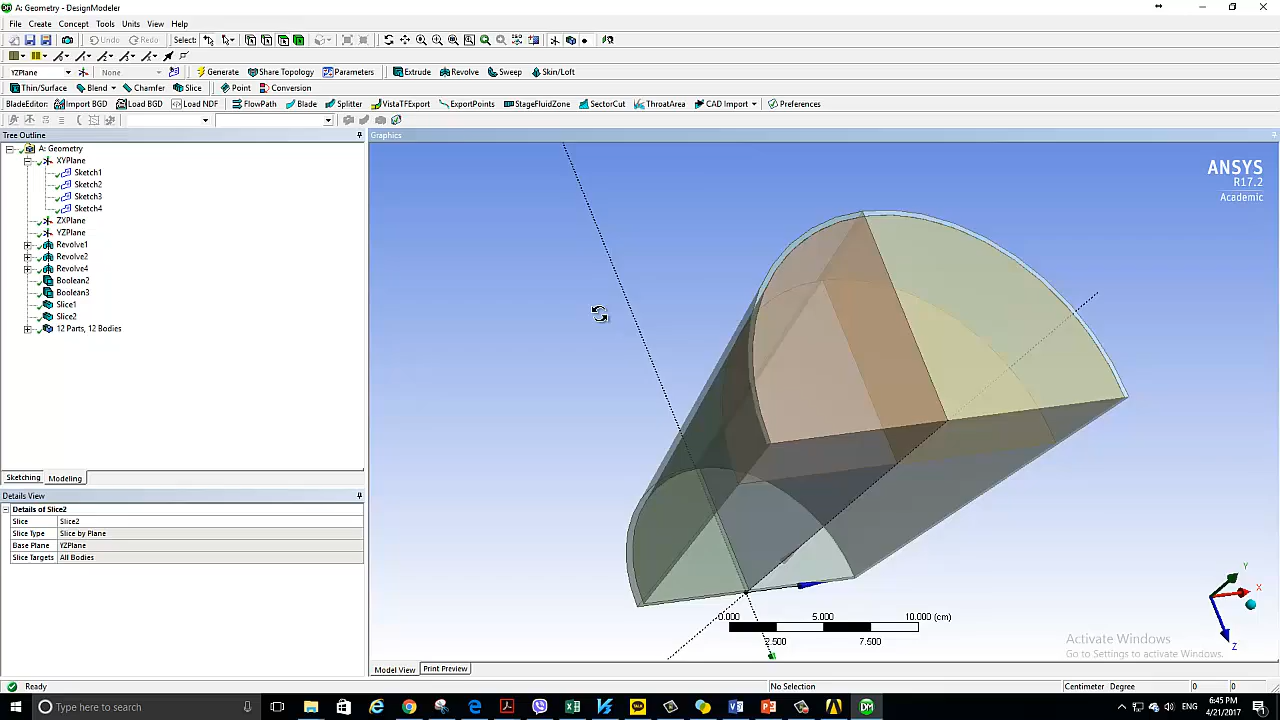 A: Geometry - DesignModeler
File Create Concept Tools Units View Help
Undo Redo Select:
YZPlane None Generate Share Topology Parameters Extrude Revolve Sweep Skin/Loft
Thin/Surface Blend Chamfer Slice Point Conversion
BladeEditor: Import BGD Load BGD Load NDF FlowPath Blade Splitter VistaTFExport ExportPoints StageFluidZone SectorCut ThroatArea CAD Import Preferences
Tree Outline
Graphics
A: Geometry
XYPlane
Sketch1
Sketch2
Sketch3
Sketch4
ZXPlane
YZPlane
Revolve1
Revolve2
Revolve4
Boolean2
Boolean3
Slice1
Slice2
12 Parts, 12 Bodies
ANSYS
R17.2
Academic
Sketching Modeling
Details View
Details of Slice2
Slice Slice2
Slice Type Slice by Plane
Base Plane YZPlane
Slice Targets All Bodies
0.000 5.000 10.000 (cm)
2.500 7.500
Y
X
Z
Activate Windows
Go to Settings to activate Windows.
Model View Print Preview
Ready No Selection Centimeter Degree 0 0
Type here to search
ENG
6:45 PM
4/21/2017